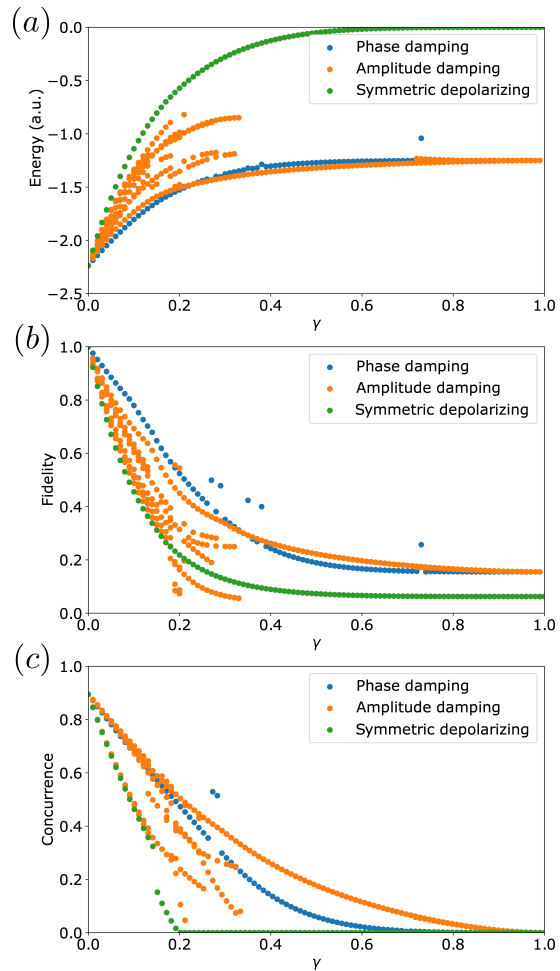 (a)
0.0
−0.5
−1.0
−1.5
−2.0
−2.5
Energy (a.u.)
Phase damping
Amplitude damping
Symmetric depolarizing
0.0 0.2 0.4 0.6 0.8 1.0
γ
(b)
1.0
0.8
0.6
0.4
0.2
0.0
Fidelity
Phase damping
Amplitude damping
Symmetric depolarizing
0.0 0.2 0.4 0.6 0.8 1.0
γ
(c)
1.0
0.8
0.6
0.4
0.2
0.0
Concurrence
Phase damping
Amplitude damping
Symmetric depolarizing
0.0 0.2 0.4 0.6 0.8 1.0
γ